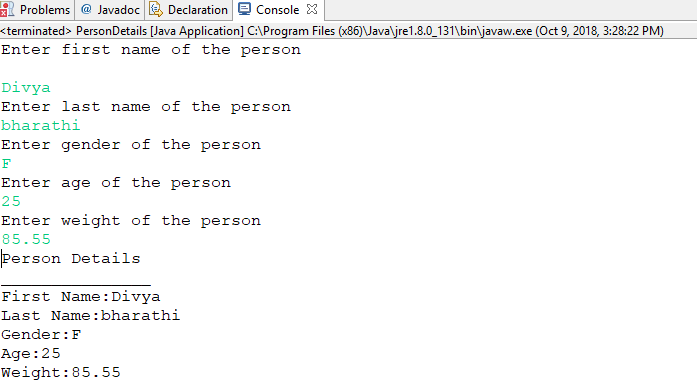 Problems @ Javadoc Declaration Console
<terminated> PersonDetails [Java Application] C:\Program Files (x86)\Java\jre1.8.0_131\bin\javaw.exe (Oct 9, 2018, 3:28:22 PM)
Enter first name of the person
Divya
Enter last name of the person
bharathi
Enter gender of the person
F
Enter age of the person
25
Enter weight of the person
85.55
Person Details
_______________
First Name:Divya
Last Name:bharathi
Gender:F
Age:25
Weight:85.55